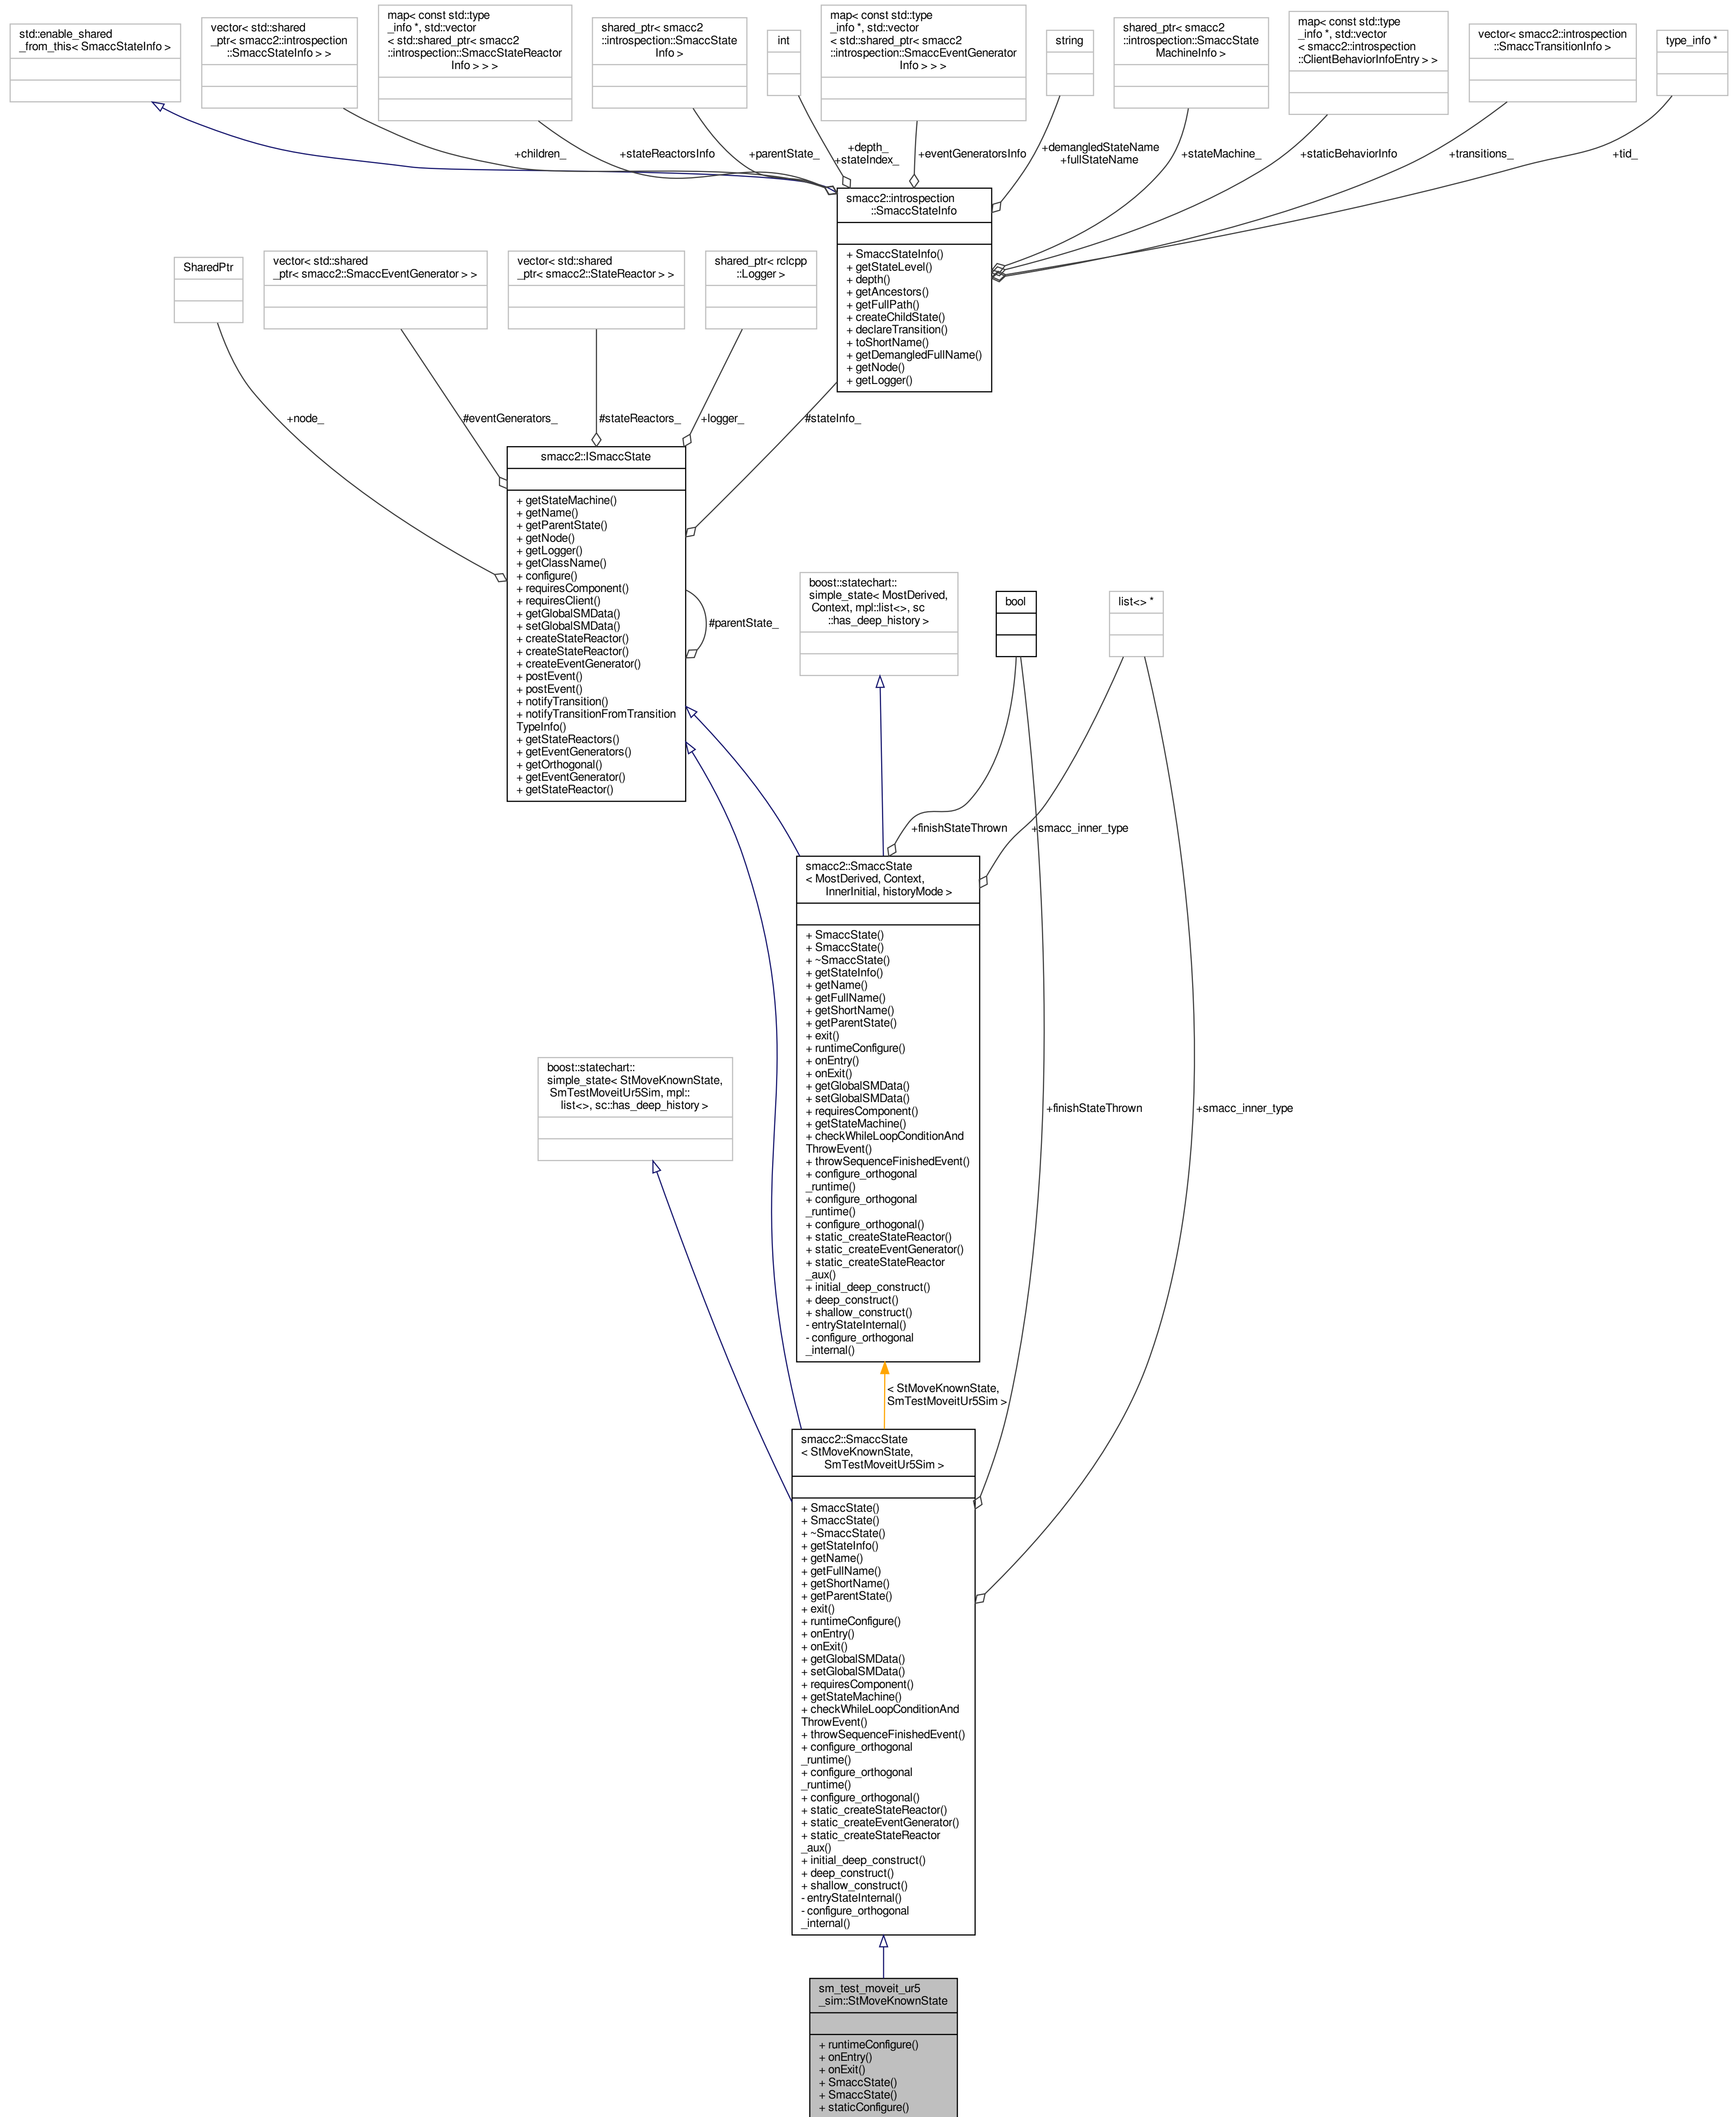 std::enable_shared
_from_this< SmaccStateInfo >
vector< std::shared
_ptr< smacc2::introspection
::SmaccStateInfo > >
map< const std::type
_info *, std::vector
< std::shared_ptr< smacc2
::introspection::SmaccStateReactor
Info > > >
shared_ptr< smacc2
::introspection::SmaccState
Info >
int
map< const std::type
_info *, std::vector
< std::shared_ptr< smacc2
::introspection::SmaccEventGenerator
Info > > >
string
shared_ptr< smacc2
::introspection::SmaccState
MachineInfo >
map< const std::type
_info *, std::vector
< smacc2::introspection
::ClientBehaviorInfoEntry > >
vector< smacc2::introspection
::SmaccTransitionInfo >
type_info *
+children_
+stateReactorsInfo
+parentState_
+depth_
+stateIndex_
+eventGeneratorsInfo
+demangledStateName
+fullStateName
+stateMachine_
+staticBehaviorInfo
+transitions_
+tid_
smacc2::introspection
::SmaccStateInfo
+ SmaccStateInfo()
+ getStateLevel()
+ depth()
+ getAncestors()
+ getFullPath()
+ createChildState()
+ declareTransition()
+ toShortName()
+ getDemangledFullName()
+ getNode()
+ getLogger()
SharedPtr
vector< std::shared
_ptr< smacc2::SmaccEventGenerator > >
vector< std::shared
_ptr< smacc2::StateReactor > >
shared_ptr< rclcpp
::Logger >
+node_
#eventGenerators_
#stateReactors_
+logger_
#stateInfo_
smacc2::ISmaccState
+ getStateMachine()
+ getName()
+ getParentState()
+ getNode()
+ getLogger()
+ getClassName()
+ configure()
+ requiresComponent()
+ requiresClient()
+ getGlobalSMData()
+ setGlobalSMData()
+ createStateReactor()
+ createStateReactor()
+ createEventGenerator()
+ postEvent()
+ postEvent()
+ notifyTransition()
+ notifyTransitionFromTransition
TypeInfo()
+ getStateReactors()
+ getEventGenerators()
+ getOrthogonal()
+ getEventGenerator()
+ getStateReactor()
#parentState_
boost::statechart::
simple_state< MostDerived,
Context, mpl::list<>, sc
::has_deep_history >
bool
list<> *
+finishStateThrown
+smacc_inner_type
smacc2::SmaccState
< MostDerived, Context,
InnerInitial, historyMode >
+ SmaccState()
+ SmaccState()
+ ~SmaccState()
+ getStateInfo()
+ getName()
+ getFullName()
+ getShortName()
+ getParentState()
+ exit()
+ runtimeConfigure()
+ onEntry()
+ onExit()
+ getGlobalSMData()
+ setGlobalSMData()
+ requiresComponent()
+ getStateMachine()
+ checkWhileLoopConditionAnd
ThrowEvent()
+ throwSequenceFinishedEvent()
+ configure_orthogonal
_runtime()
+ configure_orthogonal
_runtime()
+ configure_orthogonal()
+ static_createStateReactor()
+ static_createEventGenerator()
+ static_createStateReactor
_aux()
+ initial_deep_construct()
+ deep_construct()
+ shallow_construct()
- entryStateInternal()
- configure_orthogonal
_internal()
boost::statechart::
simple_state< StMoveKnownState,
SmTestMoveitUr5Sim, mpl::
list<>, sc::has_deep_history >
+finishStateThrown
+smacc_inner_type
< StMoveKnownState,
SmTestMoveitUr5Sim >
smacc2::SmaccState
< StMoveKnownState,
SmTestMoveitUr5Sim >
+ SmaccState()
+ SmaccState()
+ ~SmaccState()
+ getStateInfo()
+ getName()
+ getFullName()
+ getShortName()
+ getParentState()
+ exit()
+ runtimeConfigure()
+ onEntry()
+ onExit()
+ getGlobalSMData()
+ setGlobalSMData()
+ requiresComponent()
+ getStateMachine()
+ checkWhileLoopConditionAnd
ThrowEvent()
+ throwSequenceFinishedEvent()
+ configure_orthogonal
_runtime()
+ configure_orthogonal
_runtime()
+ configure_orthogonal()
+ static_createStateReactor()
+ static_createEventGenerator()
+ static_createStateReactor
_aux()
+ initial_deep_construct()
+ deep_construct()
+ shallow_construct()
- entryStateInternal()
- configure_orthogonal
_internal()
sm_test_moveit_ur5
_sim::StMoveKnownState
+ runtimeConfigure()
+ onEntry()
+ onExit()
+ SmaccState()
+ SmaccState()
+ staticConfigure()